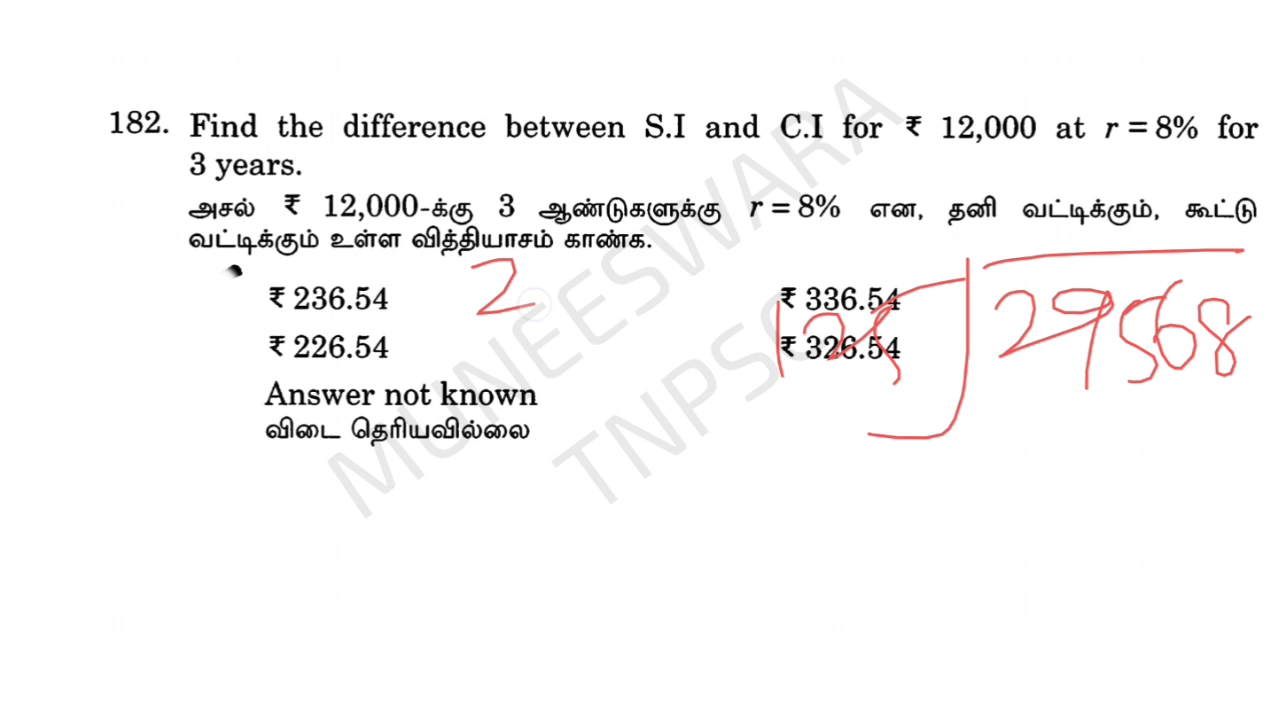 182. Find the difference between S.I and C.I for ₹ 12,000 at r = 8% for
3 years.
அசல் ₹ 12,000-க்கு 3 ஆண்டுகளுக்கு r = 8% என, தனி வட்டிக்கும், கூட்டு
வட்டிக்கும் உள்ள வித்தியாசம் காண்க.
₹ 236.54 2 ₹ 336.54
125 29568
₹ 226.54 ₹ 326.54
Answer not known
விடை தெரியவில்லை
MUNEESWARA
TNPSC